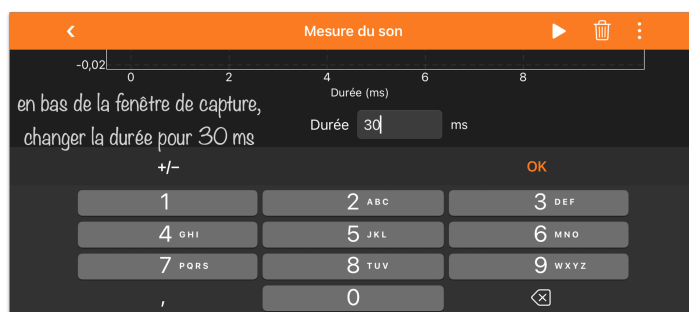 Mesure du son
-0,02
0 2 4 6 8
Durée (ms)
en bas de la fenêtre de capture,
changer la durée pour 30 ms
Durée 30 ms
+/− OK
1 2 ABC 3 DEF
4 GHI 5 JKL 6 MNO
7 PQRS 8 TUV 9 WXYZ
, 0